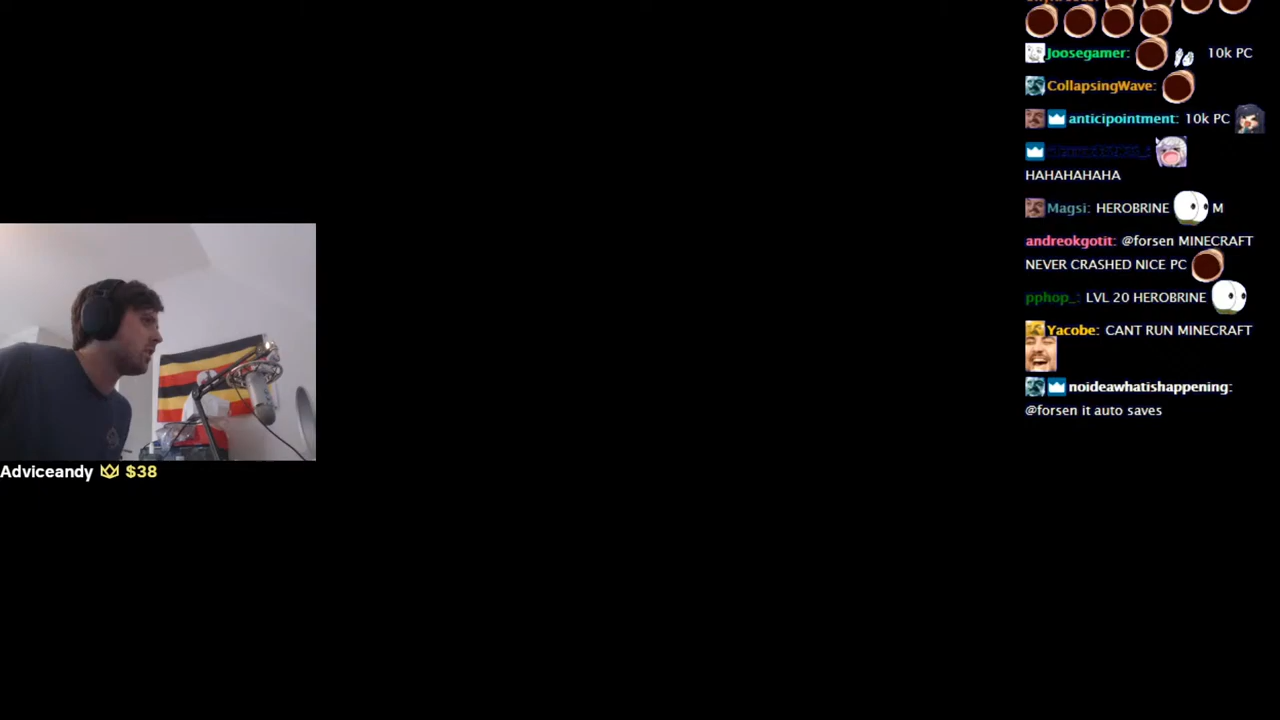 Joosegamer: 10k PC
CollapsingWave:
anticipointment: 10k PC
HAHAHAHAHA
Magsi: HEROBRINE M
andreokgotit: @forsen MINECRAFT
NEVER CRASHED NICE PC
pphop_: LVL 20 HEROBRINE
Yacobe: CANT RUN MINECRAFT
noideawhatishappening:
@forsen it auto saves
Adviceandy $38